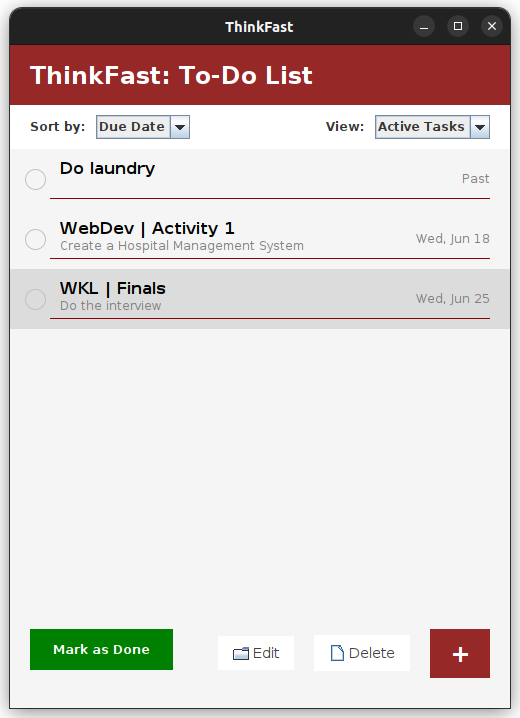 ThinkFast
ThinkFast: To-Do List
Sort by: Due Date View: Active Tasks
Do laundry
Past
WebDev | Activity 1
Create a Hospital Management System
Wed, Jun 18
WKL | Finals
Do the interview
Wed, Jun 25
Mark as Done Edit Delete +